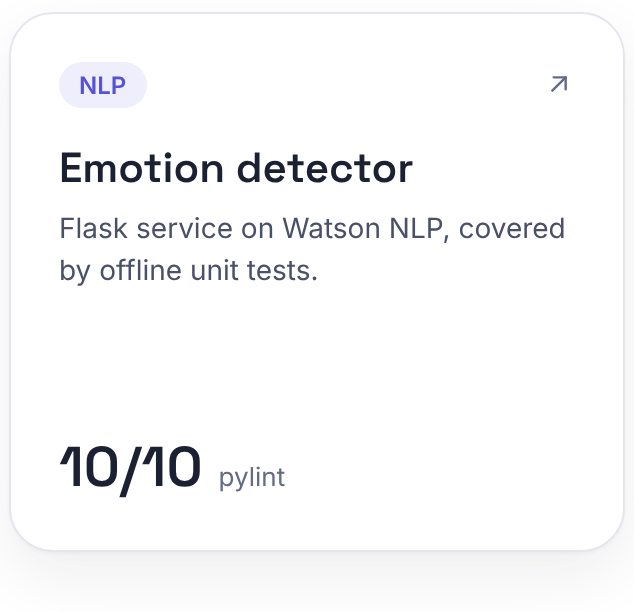 NLP
Emotion detector
Flask service on Watson NLP, covered
by offline unit tests.
10/10 pylint